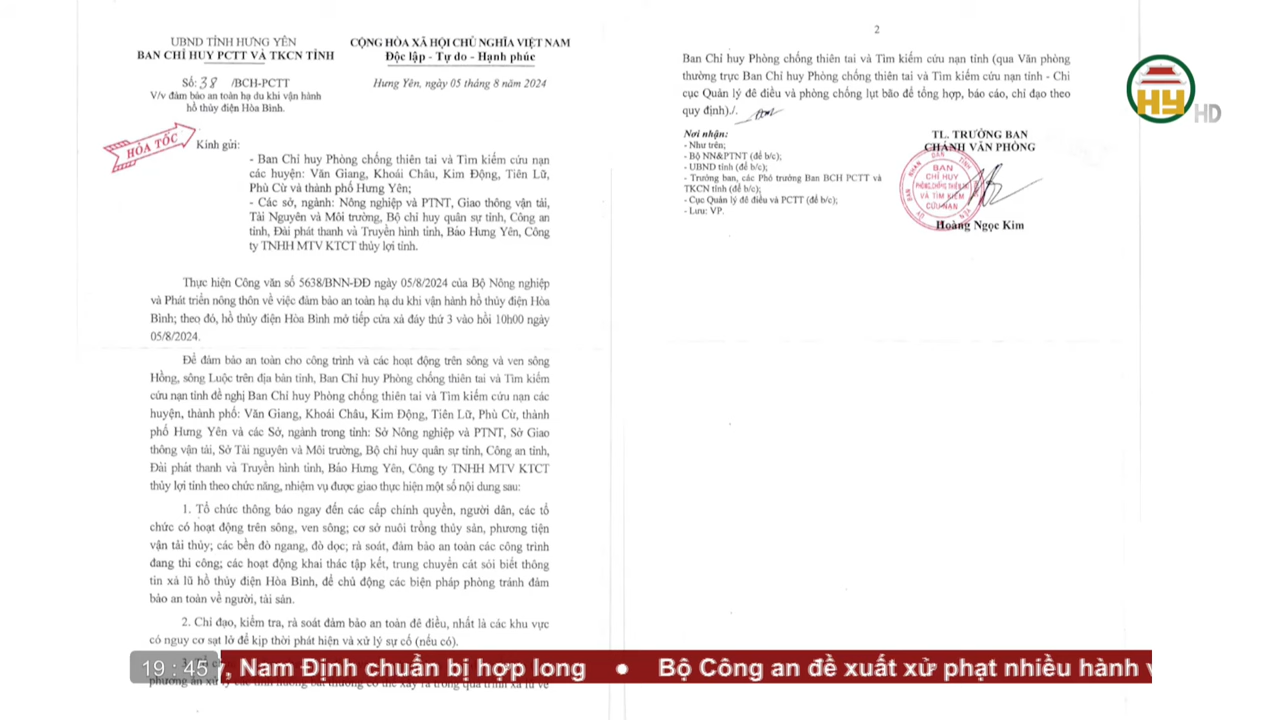 UBND TỈNH HƯNG YÊN
BAN CHỈ HUY PCTT VÀ TKCN TỈNH
Số: 38 /BCH-PCTT
V/v đảm bảo an toàn hạ du khi vận hành
hồ thủy điện Hòa Bình.
CỘNG HÒA XÃ HỘI CHỦ NGHĨA VIỆT NAM
Độc lập - Tự do - Hạnh phúc
Hưng Yên, ngày 05 tháng 8 năm 2024
HỎA TỐC
Kính gửi:
- Ban Chỉ huy Phòng chống thiên tai và Tìm kiếm cứu nạn
các huyện: Văn Giang, Khoái Châu, Kim Động, Tiên Lữ,
Phù Cừ và thành phố Hưng Yên;
- Các sở, ngành: Nông nghiệp và PTNT, Giao thông vận tải,
Tài Nguyên và Môi trường, Bộ chỉ huy quân sự tỉnh, Công an
tỉnh, Đài phát thanh và Truyền hình tỉnh, Báo Hưng Yên, Công
ty TNHH MTV KTCT thủy lợi tỉnh.
Thực hiện Công văn số 5638/BNN-ĐĐ ngày 05/8/2024 của Bộ Nông nghiệp
và Phát triển nông thôn về việc đảm bảo an toàn hạ du khi vận hành hồ thủy điện Hòa
Bình; theo đó, hồ thủy điện Hòa Bình mở tiếp cửa xả đáy thứ 3 vào hồi 10h00 ngày
05/8/2024.
Để đảm bảo an toàn cho công trình và các hoạt động trên sông và ven sông
Hồng, sông Luộc trên địa bàn tỉnh, Ban Chỉ huy Phòng chống thiên tai và Tìm kiếm
cứu nạn tỉnh đề nghị Ban Chỉ huy Phòng chống thiên tai và Tìm kiếm cứu nạn các
huyện, thành phố: Văn Giang, Khoái Châu, Kim Động, Tiên Lữ, Phù Cừ, thành
phố Hưng Yên và các Sở, ngành trong tỉnh: Sở Nông nghiệp và PTNT, Sở Giao
thông vận tải, Sở Tài nguyên và Môi trường, Bộ chỉ huy quân sự tỉnh, Công an tỉnh,
Đài phát thanh và Truyền hình tỉnh, Báo Hưng Yên, Công ty TNHH MTV KTCT
thủy lợi tỉnh theo chức năng, nhiệm vụ được giao thực hiện một số nội dung sau:
1. Tổ chức thông báo ngay đến các cấp chính quyền, người dân, các tổ
chức có hoạt động trên sông, ven sông; cơ sở nuôi trồng thủy sản, phương tiện
vận tải thủy; các bến đò ngang, đò dọc; rà soát, đảm bảo an toàn các công trình
đang thi công; các hoạt động khai thác tập kết, trung chuyển cát sỏi biết thông
tin xả lũ hồ thủy điện Hòa Bình, để chủ động các biện pháp phòng tránh đảm
bảo an toàn về người, tài sản.
2. Chỉ đạo, kiểm tra, rà soát đảm bảo an toàn đê điều, nhất là các khu vực
có nguy cơ sạt lở để kịp thời phát hiện và xử lý sự cố (nếu có).
2
Ban Chỉ huy Phòng chống thiên tai và Tìm kiếm cứu nạn tỉnh (qua Văn phòng
thường trực Ban Chỉ huy Phòng chống thiên tai và Tìm kiếm cứu nạn tỉnh - Chi
cục Quản lý đê điều và phòng chống lụt bão để tổng hợp, báo cáo, chỉ đạo theo
quy định)./.
Nơi nhận:
- Như trên;
- Bộ NN&PTNT (để b/c);
- UBND tỉnh (để b/c);
- Trưởng ban, các Phó trưởng Ban BCH PCTT và
TKCN tỉnh (để b/c);
- Cục Quản lý đê điều và PCTT (để b/c);
- Lưu: VP.
TL. TRƯỞNG BAN
CHÁNH VĂN PHÒNG
BAN
CHỈ HUY
PHÒNG CHỐNG THIÊN TAI
VÀ TÌM KIẾM
CỨU NẠN
Hoàng Ngọc Kim
HY HD
19 : 45
, Nam Định chuẩn bị hợp long • Bộ Công an đề xuất xử phạt nhiều hành